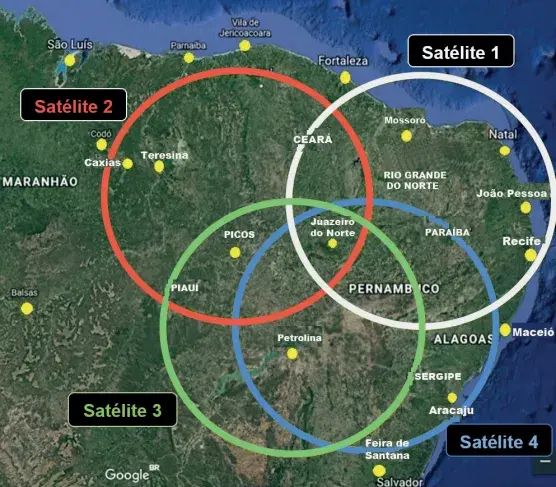 Vila de
Jericoacoara
São Luís
Parnaíba
Fortaleza
Satélite 1
Satélite 2
Mossoró
CEARÁ
Natal
Codó
Caxias
Teresina
MARANHÃO
RIO GRANDE
DO NORTE
João Pessoa
Juazeiro
do Norte
PICOS
PARAÍBA
Recife
PIAUÍ
PERNAMBUCO
Balsas
Petrolina
ALAGOAS
Maceió
SERGIPE
Aracaju
Satélite 3
Feira de
Santana
Satélite 4
Google BR
Salvador